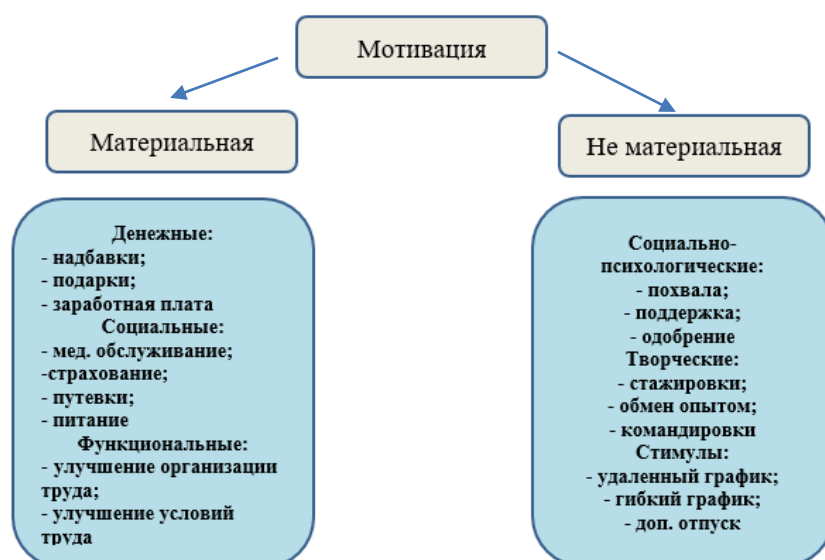 Мотивация
Материальная
Не материальная
Денежные:
- надбавки;
- подарки;
- заработная плата
Социальные:
- мед. обслуживание;
-страхование;
- путевки;
- питание
Функциональные:
- улучшение организации
труда;
- улучшение условий
труда
Социально-
психологические:
- похвала;
- поддержка;
- одобрение
Творческие:
- стажировки;
- обмен опытом;
- командировки
Стимулы:
- удаленный график;
- гибкий график;
- доп. отпуск